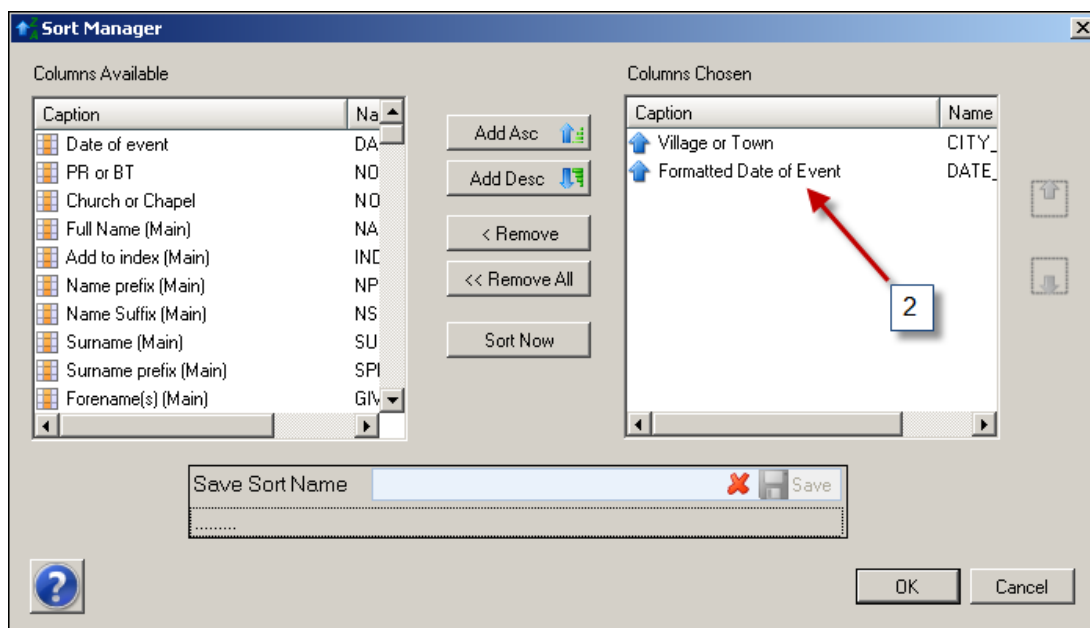 Sort Manager
Columns Available
Caption Na
Date of event DA
PR or BT NO
Church or Chapel NO
Full Name (Main) NA
Add to index (Main) IND
Name prefix (Main) NP
Name Suffix (Main) NS
Surname (Main) SU
Surname prefix (Main) SPI
Forename(s) (Main) GIV
Add Asc
Add Desc
< Remove
<< Remove All
Sort Now
Columns Chosen
Caption Name
Village or Town CITY_
Formatted Date of Event DATE_
2
Save Sort Name Save
.........
OK Cancel